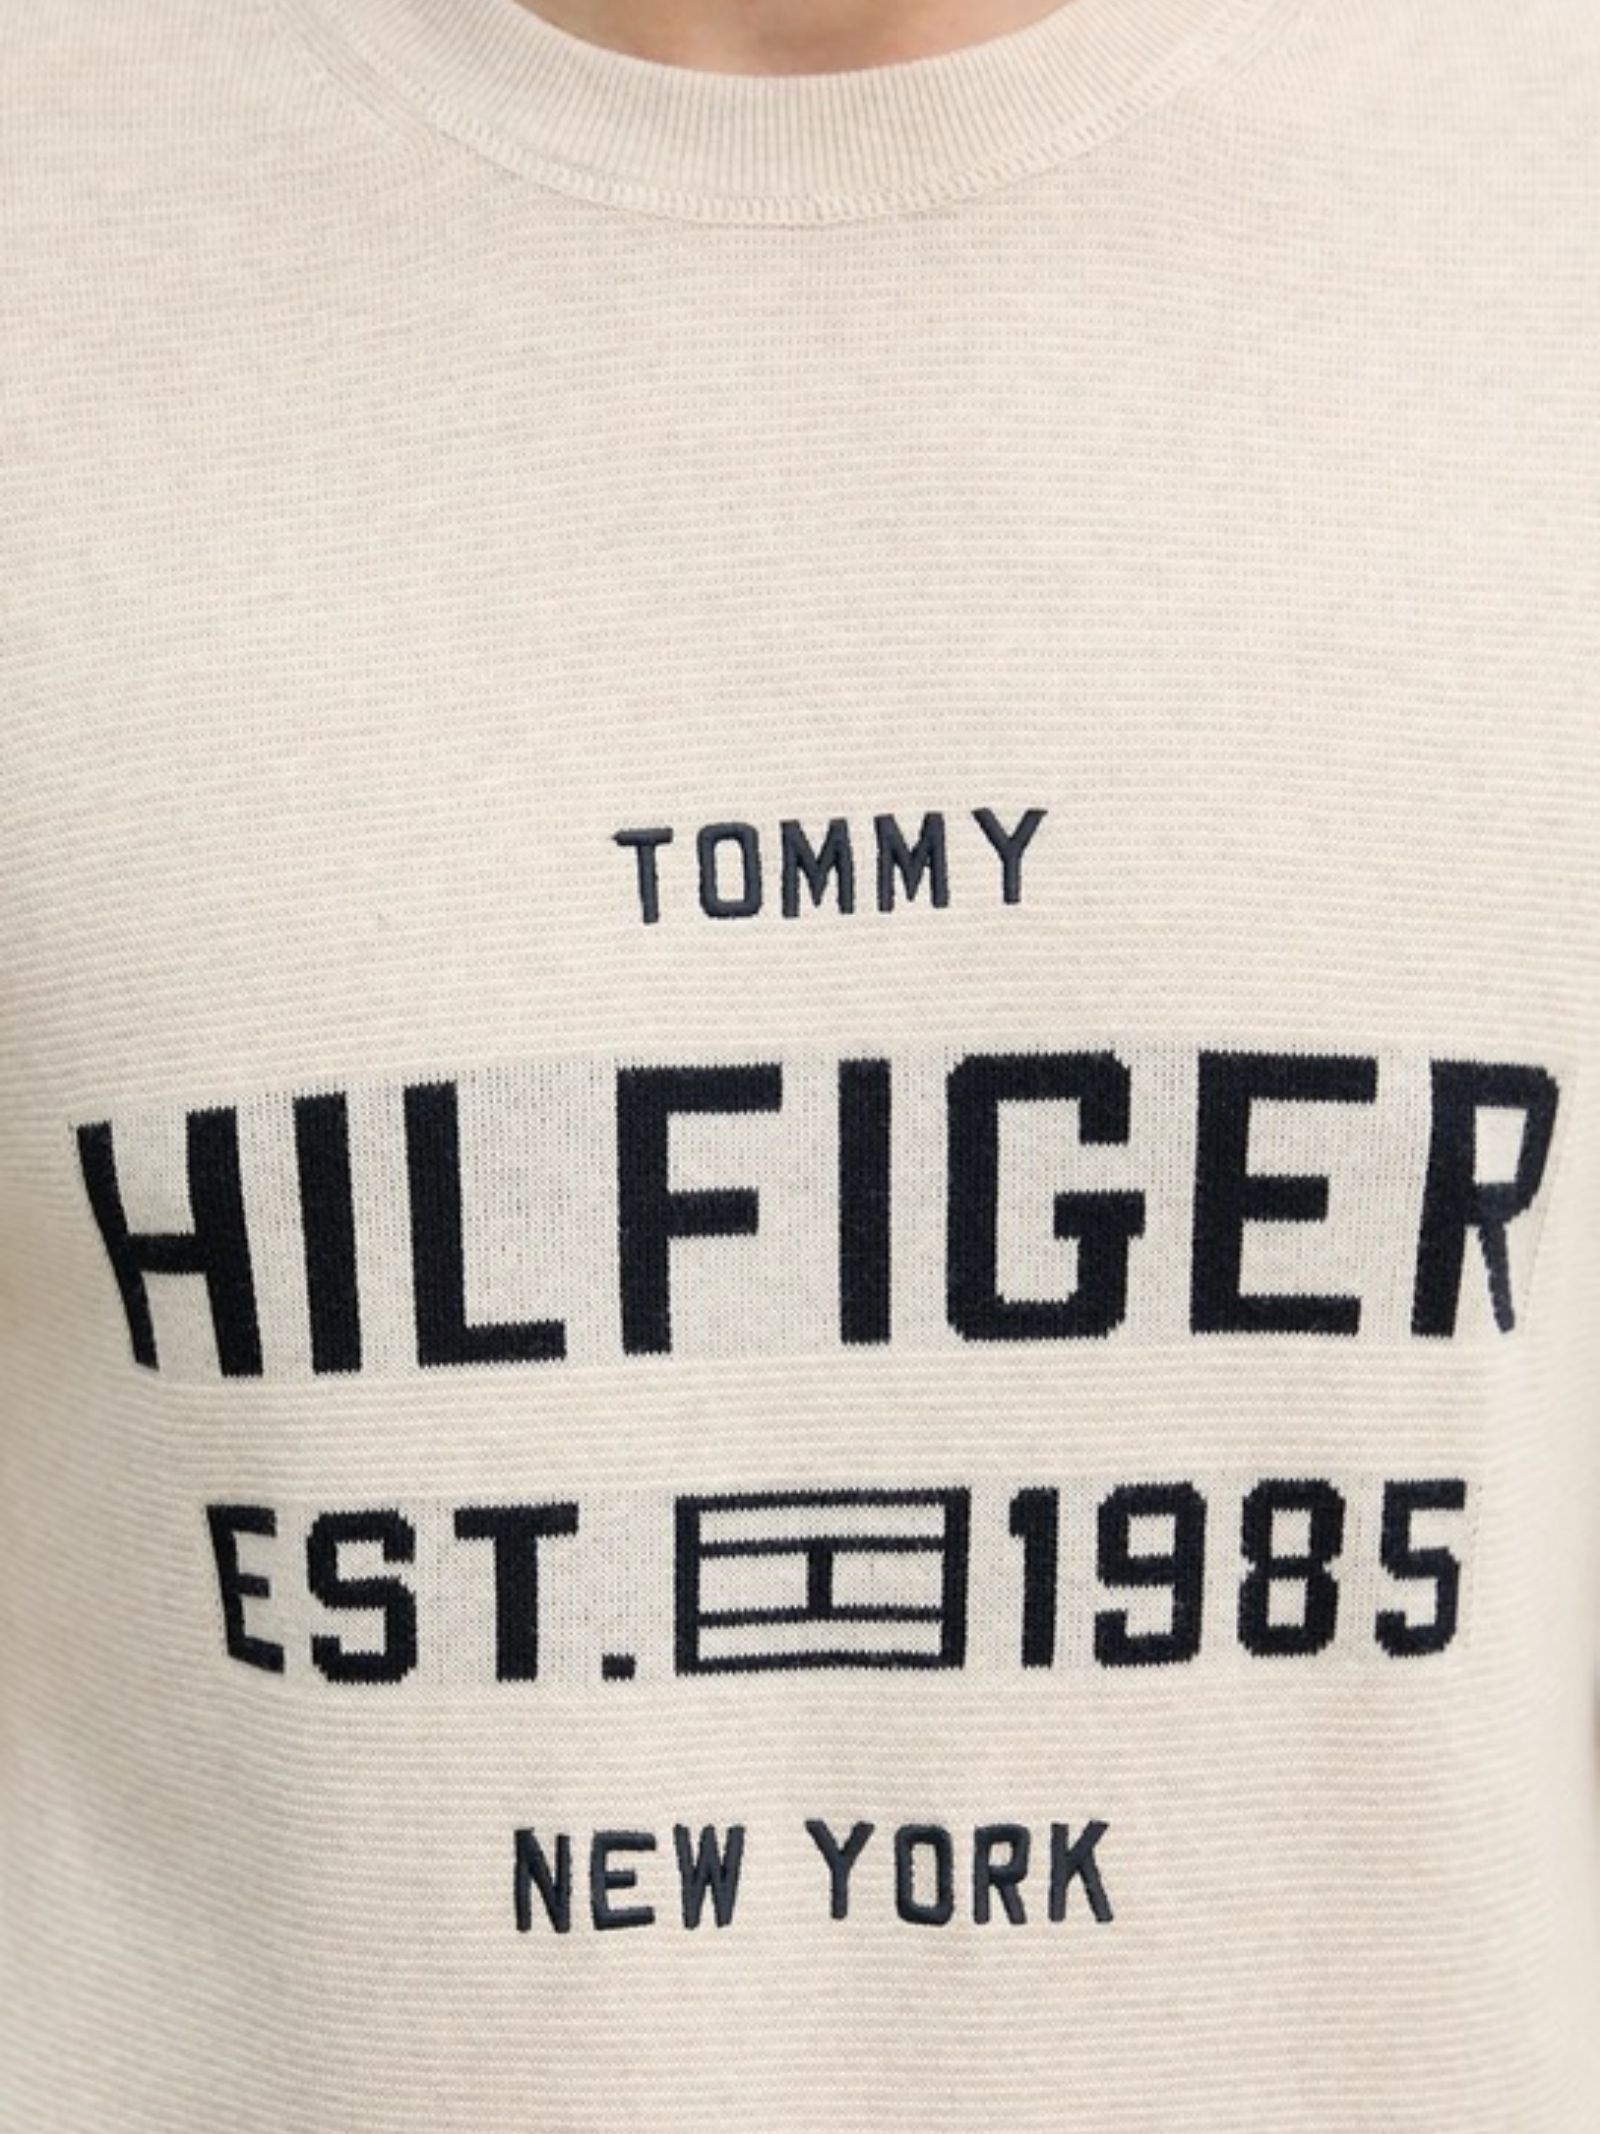 TOMMY
HILFIGER
EST. 1985
NEW YORK